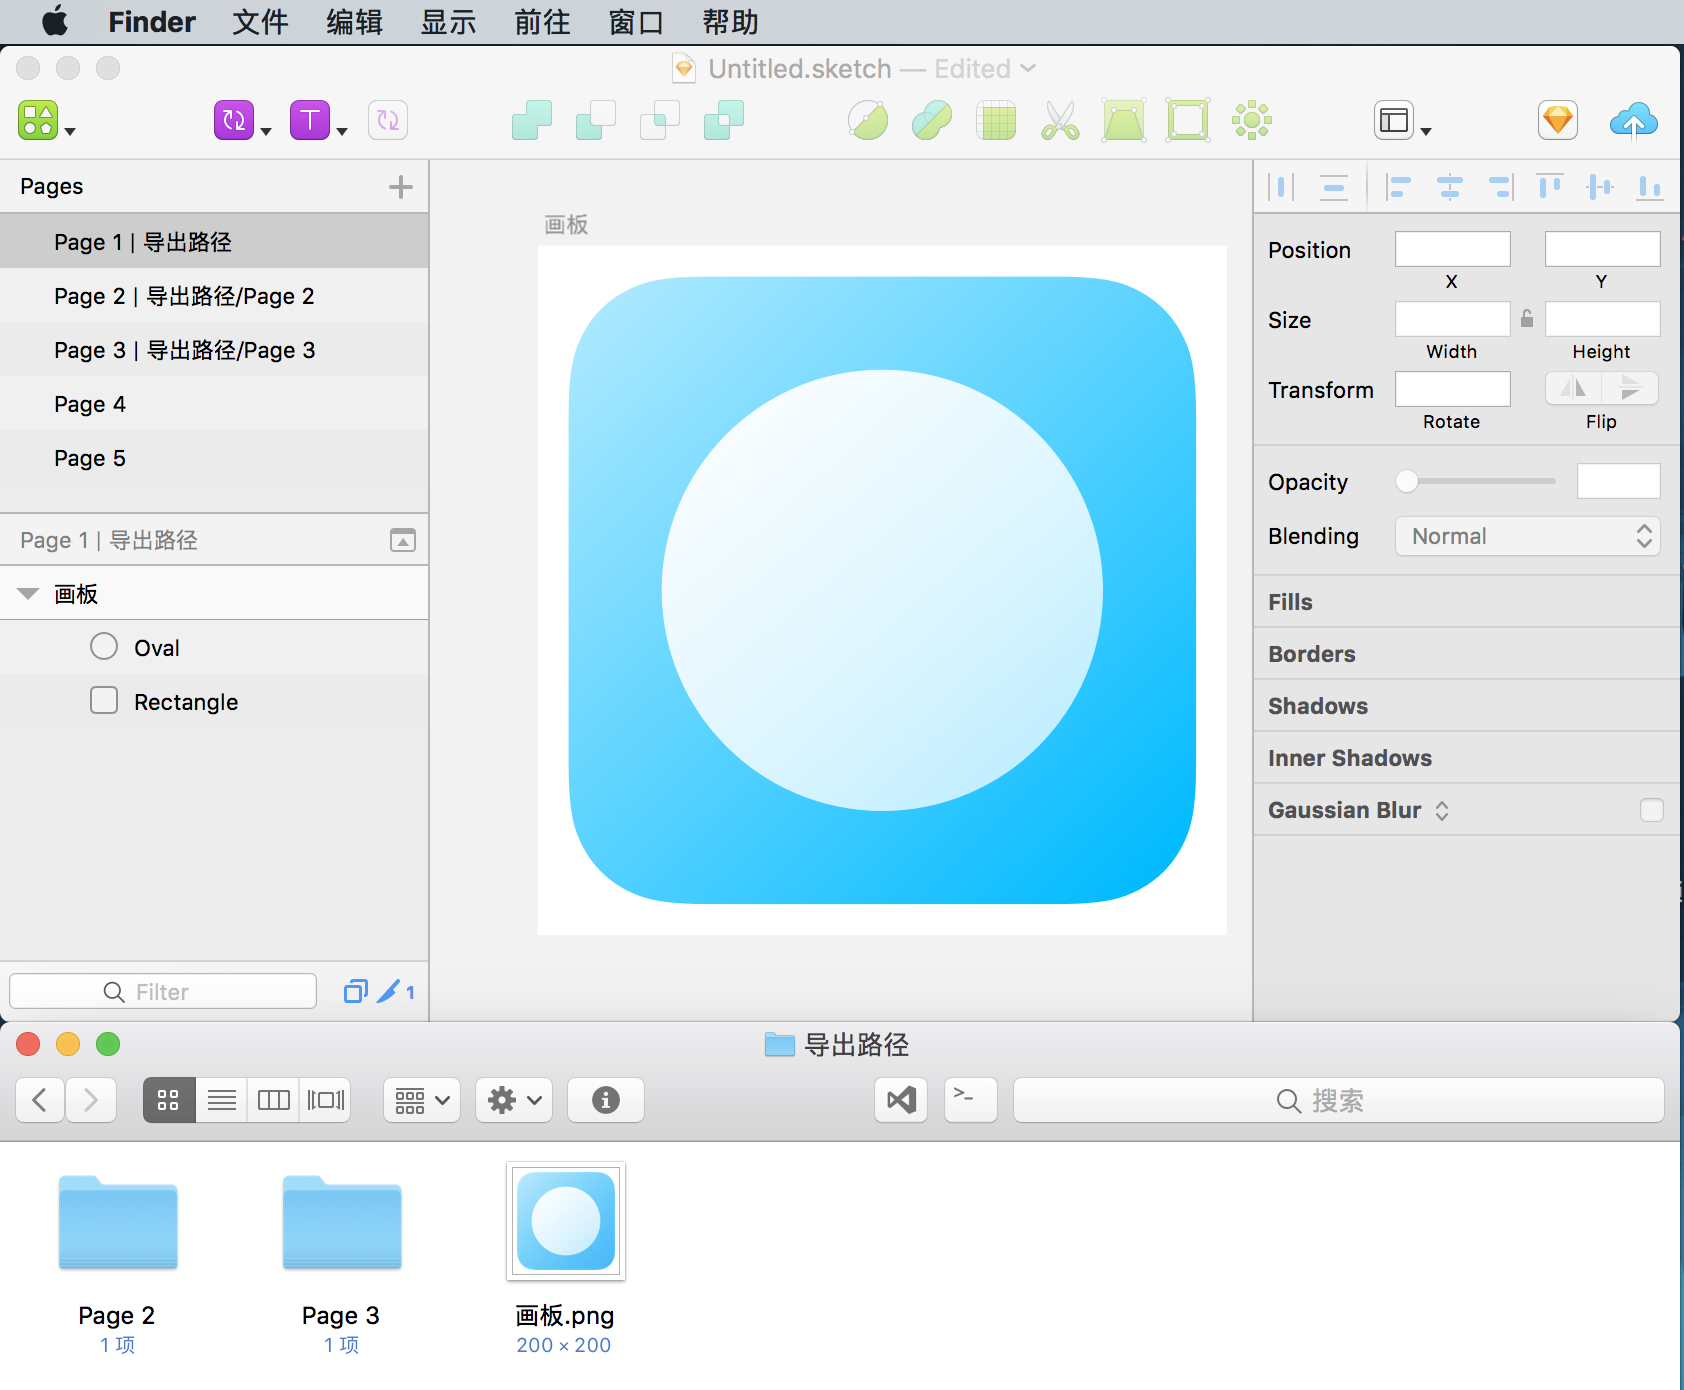 Finder 文件 编辑 显示 前往 窗口 帮助
Untitled.sketch — Edited
Pages
Page 1 | 导出路径
Page 2 | 导出路径/Page 2
Page 3 | 导出路径/Page 3
Page 4
Page 5
Page 1 | 导出路径
画板
Oval
Rectangle
Filter
1
画板
Position
X
Y
Size
Width
Height
Transform
Rotate
Flip
Opacity
Blending
Normal
Fills
Borders
Shadows
Inner Shadows
Gaussian Blur
导出路径
搜索
Page 2
1 项
Page 3
1 项
画板.png
200 × 200